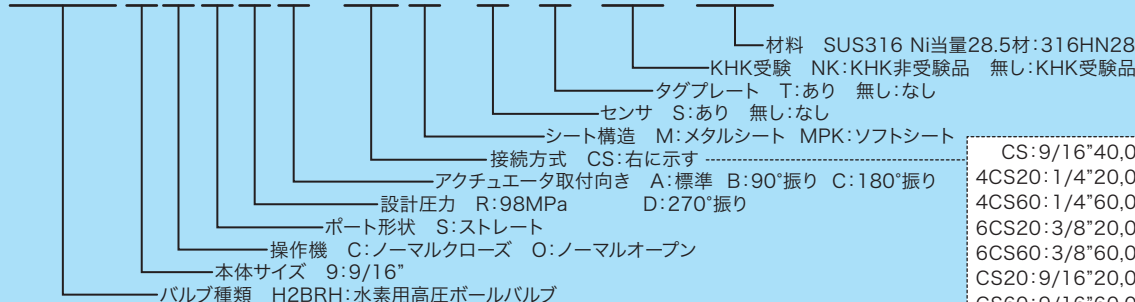 材料 SUS316 Ni当量28.5材:316HN28
KHK受験 NK:KHK非受験品 無し:KHK受験品
タグプレート T:あり 無し:なし
センサ S:あり 無し:なし
シート構造 M:メタルシート MPK:ソフトシート
接続方式 CS:右に示す
アクチュエータ取付向き A:標準 B:90°振り C:180°振り
設計圧力 R:98MPa D:270°振り
ポート形状 S:ストレート
操作機 C:ノーマルクローズ O:ノーマルオープン
本体サイズ 9:9/16”
バルブ種類 H2BRH:水素用高圧ボールバルブ
CS:9/16”40,0
4CS20:1/4”20,0
4CS60:1/4”60,0
6CS20:3/8”20,0
6CS60:3/8”60,0
CS20:9/16”20,0